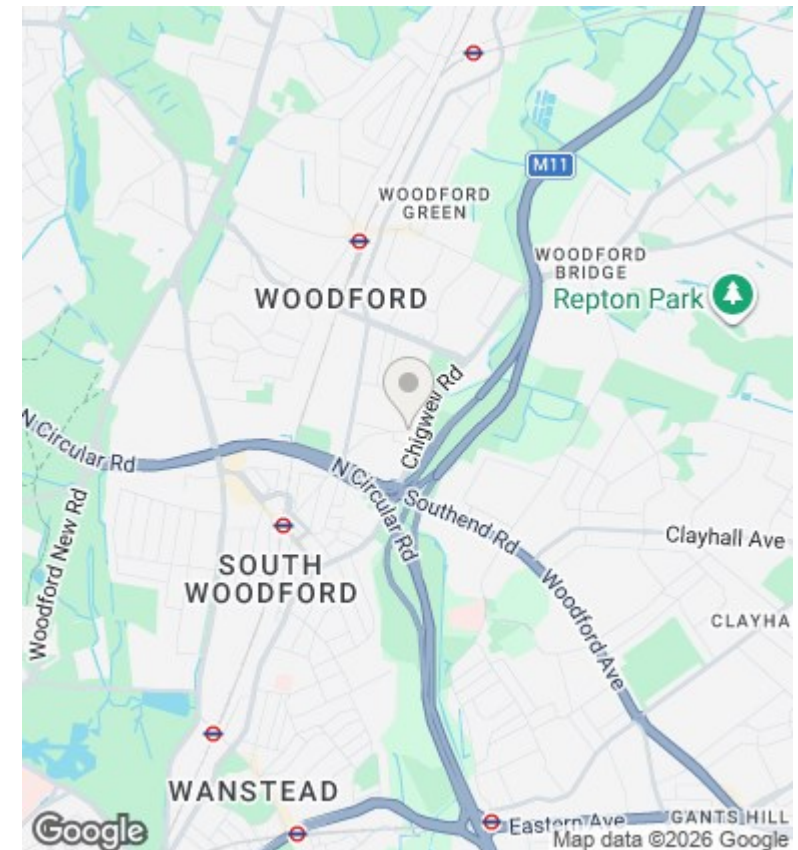 M11
WOODFORD
GREEN
WOODFORD
BRIDGE
WOODFORD
Repton Park
Chigwell Rd
N Circular Rd
N Circular Rd
Southend Rd
Woodford New Rd
Clayhall Ave
SOUTH
WOODFORD
Woodford Ave
CLAYHA
WANSTEAD
Eastern Ave
GANTS HILL
Google
Map data ©2026 Google